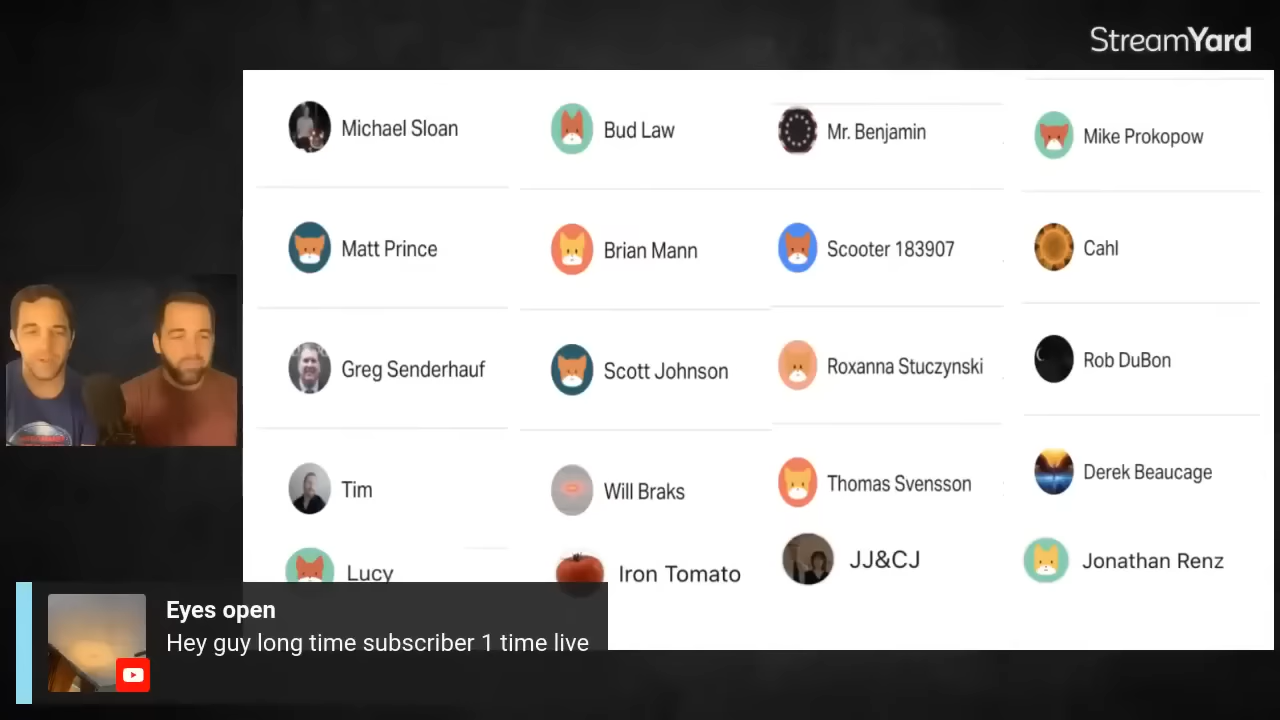 StreamYard
Michael Sloan
Bud Law
Mr. Benjamin
Mike Prokopow
Matt Prince
Brian Mann
Scooter 183907
Cahl
Greg Senderhauf
Scott Johnson
Roxanna Stuczynski
Rob DuBon
Tim
Will Braks
Thomas Svensson
Derek Beaucage
Lucy
Iron Tomato
JJ&CJ
Jonathan Renz
Eyes open
Hey guy long time subscriber 1 time live